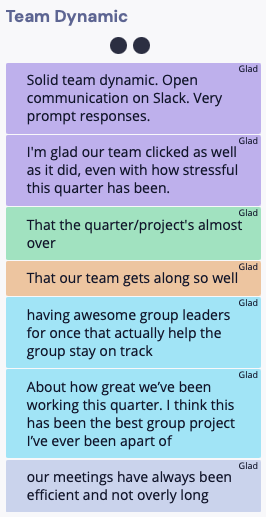 Team Dynamic
Glad
Solid team dynamic. Open
communication on Slack. Very
prompt responses.
Glad
I'm glad our team clicked as well
as it did, even with how stressful
this quarter has been.
Glad
That the quarter/project's almost
over
Glad
That our team gets along so well
Glad
having awesome group leaders
for once that actually help the
group stay on track
Glad
About how great we've been
working this quarter. I think this
has been the best group project
I've ever been apart of
Glad
our meetings have always been
efficient and not overly long